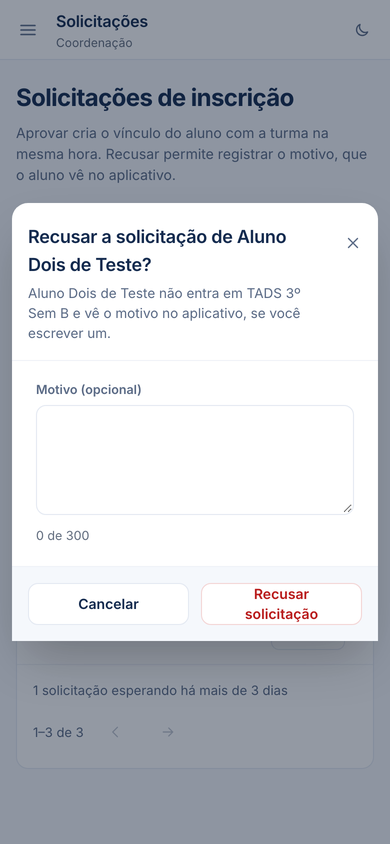 Solicitações
Coordenação
Solicitações de inscrição
Aprovar cria o vínculo do aluno com a turma na
mesma hora. Recusar permite registrar o motivo, que
o aluno vê no aplicativo.
Recusar a solicitação de Aluno
Dois de Teste?
Aluno Dois de Teste não entra em TADS 3º
Sem B e vê o motivo no aplicativo, se você
escrever um.
Motivo (opcional)
0 de 300
Cancelar
Recusar
solicitação
1 solicitação esperando há mais de 3 dias
1–3 de 3